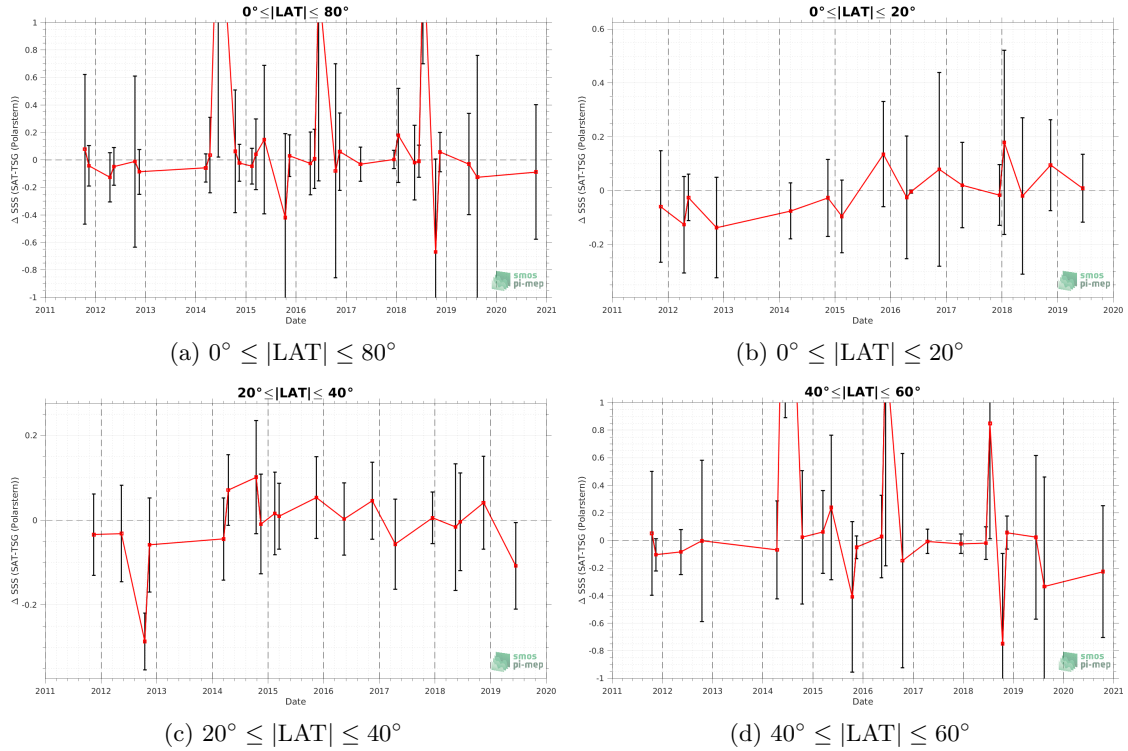 0°≤|LAT|≤ 80°
Δ SSS (SAT-TSG (Polarstern))
1
0.8
0.6
0.4
0.2
0
-0.2
-0.4
-0.6
-0.8
-1
2011 2012 2013 2014 2015 2016 2017 2018 2019 2020 2021
Date
smos
pi-mep
(a) 0° ≤ |LAT| ≤ 80°
0°≤|LAT|≤ 20°
Δ SSS (SAT-TSG (Polarstern))
0.6
0.4
0.2
0
-0.2
2011 2012 2013 2014 2015 2016 2017 2018 2019 2020
Date
smos
pi-mep
(b) 0° ≤ |LAT| ≤ 20°
20°≤|LAT|≤ 40°
Δ SSS (SAT-TSG (Polarstern))
0.2
0
-0.2
2011 2012 2013 2014 2015 2016 2017 2018 2019 2020
Date
smos
pi-mep
(c) 20° ≤ |LAT| ≤ 40°
40°≤|LAT|≤ 60°
Δ SSS (SAT-TSG (Polarstern))
1
0.8
0.6
0.4
0.2
0
-0.2
-0.4
-0.6
-0.8
-1
2011 2012 2013 2014 2015 2016 2017 2018 2019 2020 2021
Date
smos
pi-mep
(d) 40° ≤ |LAT| ≤ 60°